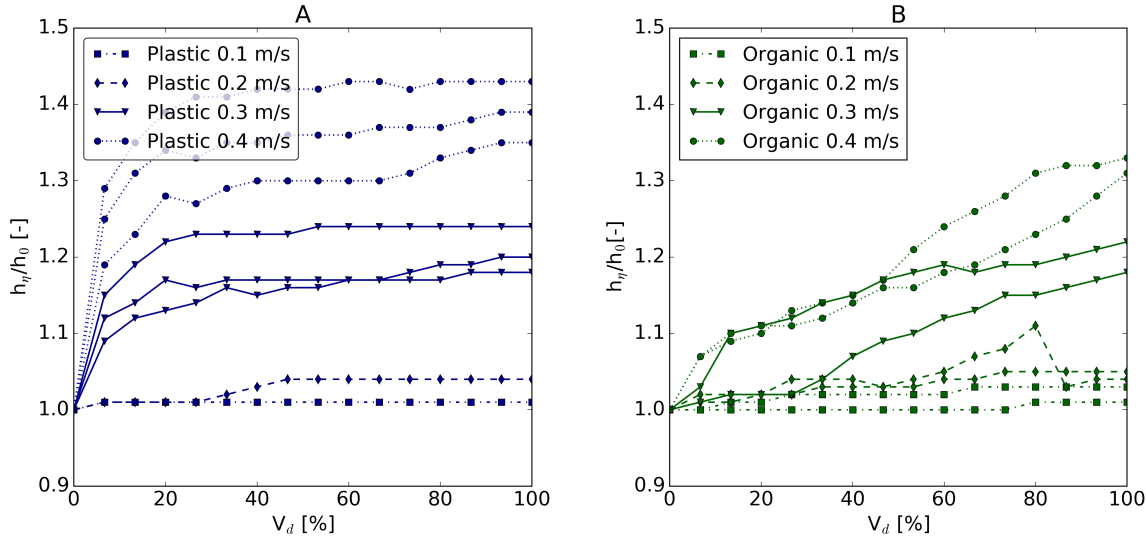 A
1.5
1.4
1.3
1.2
1.1
1.0
0.9
h_η/h_0 [-]
Plastic 0.1 m/s
Plastic 0.2 m/s
Plastic 0.3 m/s
Plastic 0.4 m/s
0 20 40 60 80 100
V_d [%]
B
1.5
1.4
1.3
1.2
1.1
1.0
0.9
h_η/h_0[-]
Organic 0.1 m/s
Organic 0.2 m/s
Organic 0.3 m/s
Organic 0.4 m/s
0 20 40 60 80 100
V_d [%]